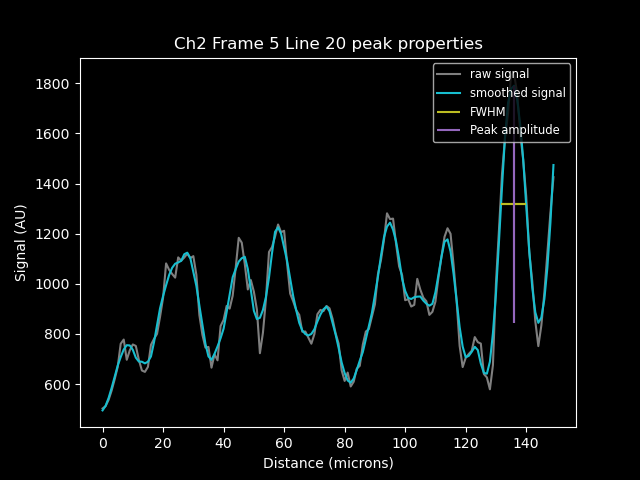 Ch2 Frame 5 Line 20 peak properties
raw signal
smoothed signal
FWHM
Peak amplitude
Signal (AU)
1800
1600
1400
1200
1000
800
600
0 20 40 60 80 100 120 140
Distance (microns)